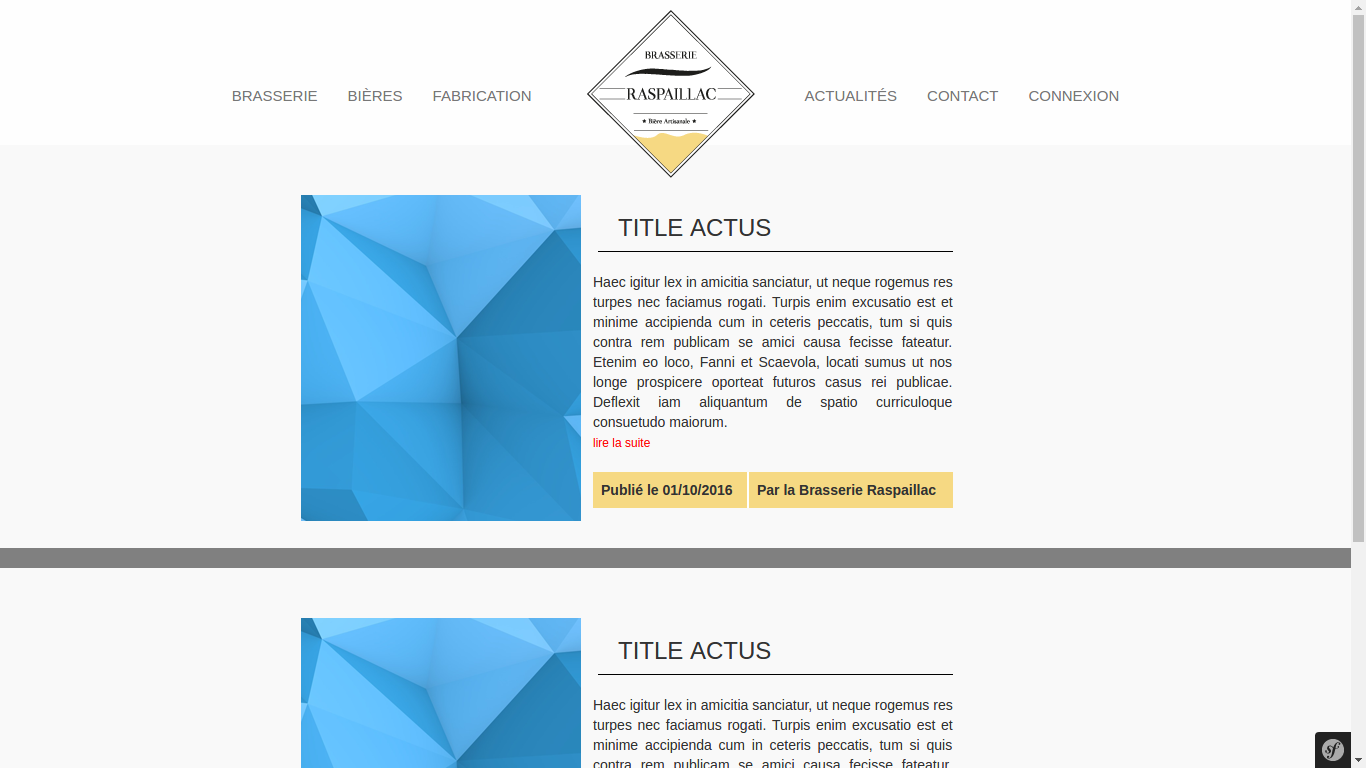 BRASSERIE BIÈRES FABRICATION
BRASSERIE
RASPAILLAC
★ Bière Artisanale ★
ACTUALITÉS CONTACT CONNEXION
TITLE ACTUS
Haec igitur lex in amicitia sanciatur, ut neque rogemus res
turpes nec faciamus rogati. Turpis enim excusatio est et
minime accipienda cum in ceteris peccatis, tum si quis
contra rem publicam se amici causa fecisse fateatur.
Etenim eo loco, Fanni et Scaevola, locati sumus ut nos
longe prospicere oporteat futuros casus rei publicae.
Deflexit iam aliquantum de spatio curriculoque
consuetudo maiorum.
lire la suite
Publié le 01/10/2016 Par la Brasserie Raspaillac
TITLE ACTUS
Haec igitur lex in amicitia sanciatur, ut neque rogemus res
turpes nec faciamus rogati. Turpis enim excusatio est et
minime accipienda cum in ceteris peccatis, tum si quis
contra rem publicam se amici causa fecisse fateatur.
sf